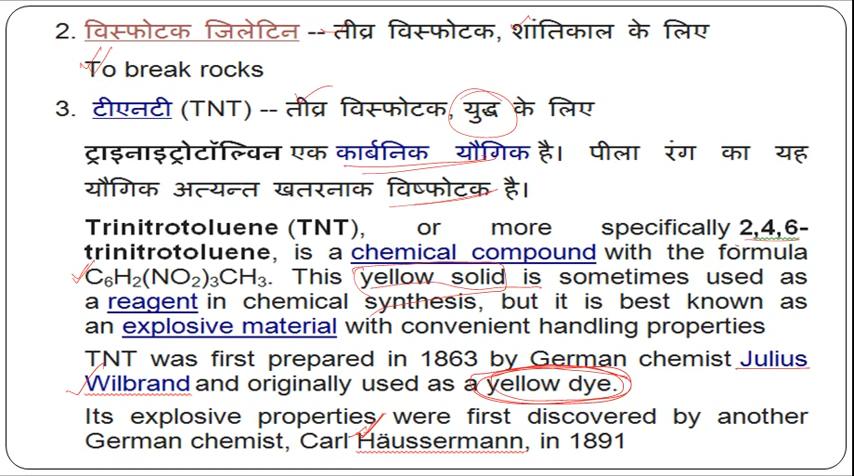 2. विस्फोटक जिलेटिन -- तीव्र विस्फोटक, शांतिकाल के लिए
To break rocks
3. टीएनटी (TNT) -- तीव्र विस्फोटक, युद्ध के लिए
ट्राइनाइट्रोटॉल्विन एक कार्बनिक यौगिक है। पीला रंग का यह
यौगिक अत्यन्त खतरनाक विष्फोटक है।
Trinitrotoluene (TNT), or more specifically 2,4,6-
trinitrotoluene, is a chemical compound with the formula
C₆H₂(NO₂)₃CH₃. This yellow solid is sometimes used as
a reagent in chemical synthesis, but it is best known as
an explosive material with convenient handling properties
TNT was first prepared in 1863 by German chemist Julius
Wilbrand and originally used as a yellow dye.
Its explosive properties were first discovered by another
German chemist, Carl Häussermann, in 1891